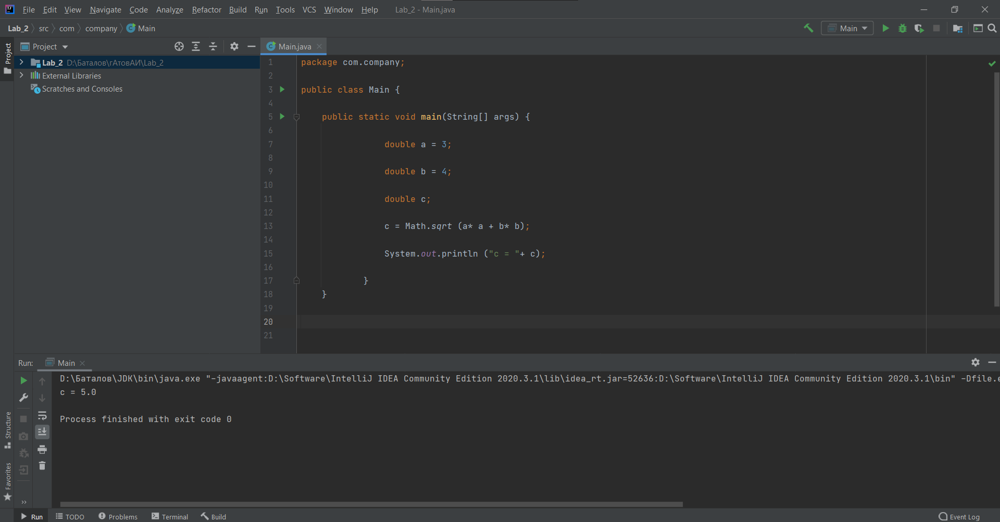 File Edit View Navigate Code Analyze Refactor Build Run Tools VCS Window Help Lab_2 - Main.java
Lab_2 src com company Main
Main
Project
Project
Main.java
Lab_2 D:\Баталов\гАтовАИ\Lab_2
External Libraries
Scratches and Consoles
1 package com.company;
2
3 public class Main {
4
5 public static void main(String[] args) {
6
7 double a = 3;
8
9 double b = 4;
10
11 double c;
12
13 c = Math.sqrt (a* a + b* b);
14
15 System.out.println ("c = "+ c);
16
17 }
18 }
19
20
21
Run: Main
D:\Баталов\JDK\bin\java.exe "-javaagent:D:\Software\IntelliJ IDEA Community Edition 2020.3.1\lib\idea_rt.jar=52636:D:\Software\IntelliJ IDEA Community Edition 2020.3.1\bin" -Dfile.e
c = 5.0
Process finished with exit code 0
Structure
Favorites
Run TODO Problems Terminal Build Event Log